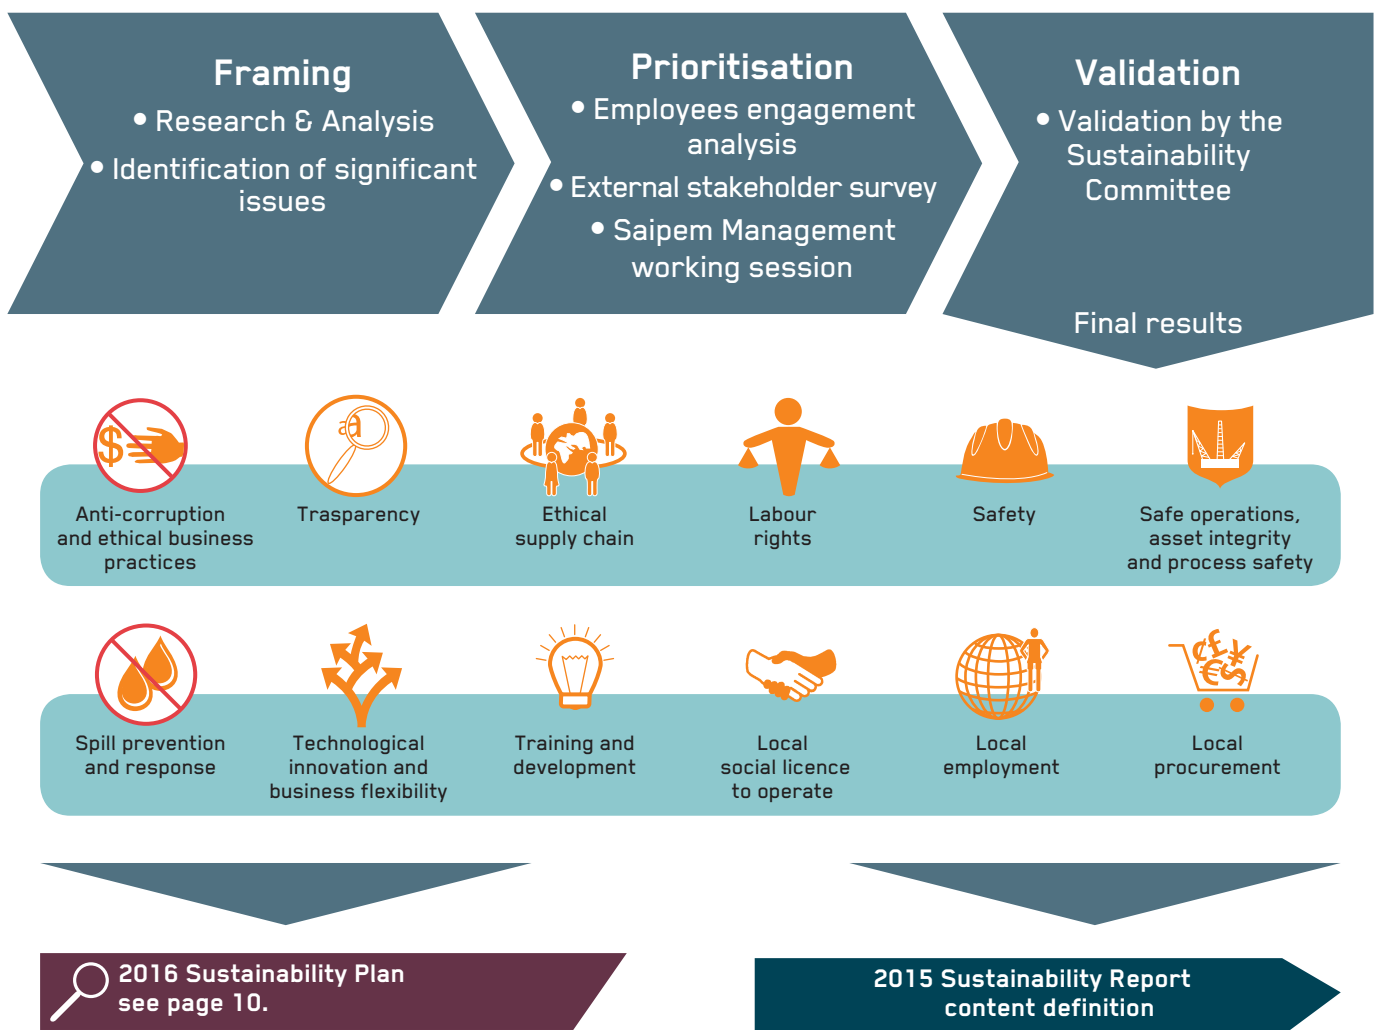 Framing
• Research & Analysis
• Identification of significant
issues
Prioritisation
• Employees engagement
analysis
• External stakeholder survey
• Saipem Management
working session
Validation
• Validation by the
Sustainability
Committee
Final results
$
a
Anti-corruption
and ethical business
practices
Trasparency
Ethical
supply chain
Labour
rights
Safety
Safe operations,
asset integrity
and process safety
¢£¥
€$
Spill prevention
and response
Technological
innovation and
business flexibility
Training and
development
Local
social licence
to operate
Local
employment
Local
procurement
2016 Sustainability Plan
see page 10.
2015 Sustainability Report
content definition